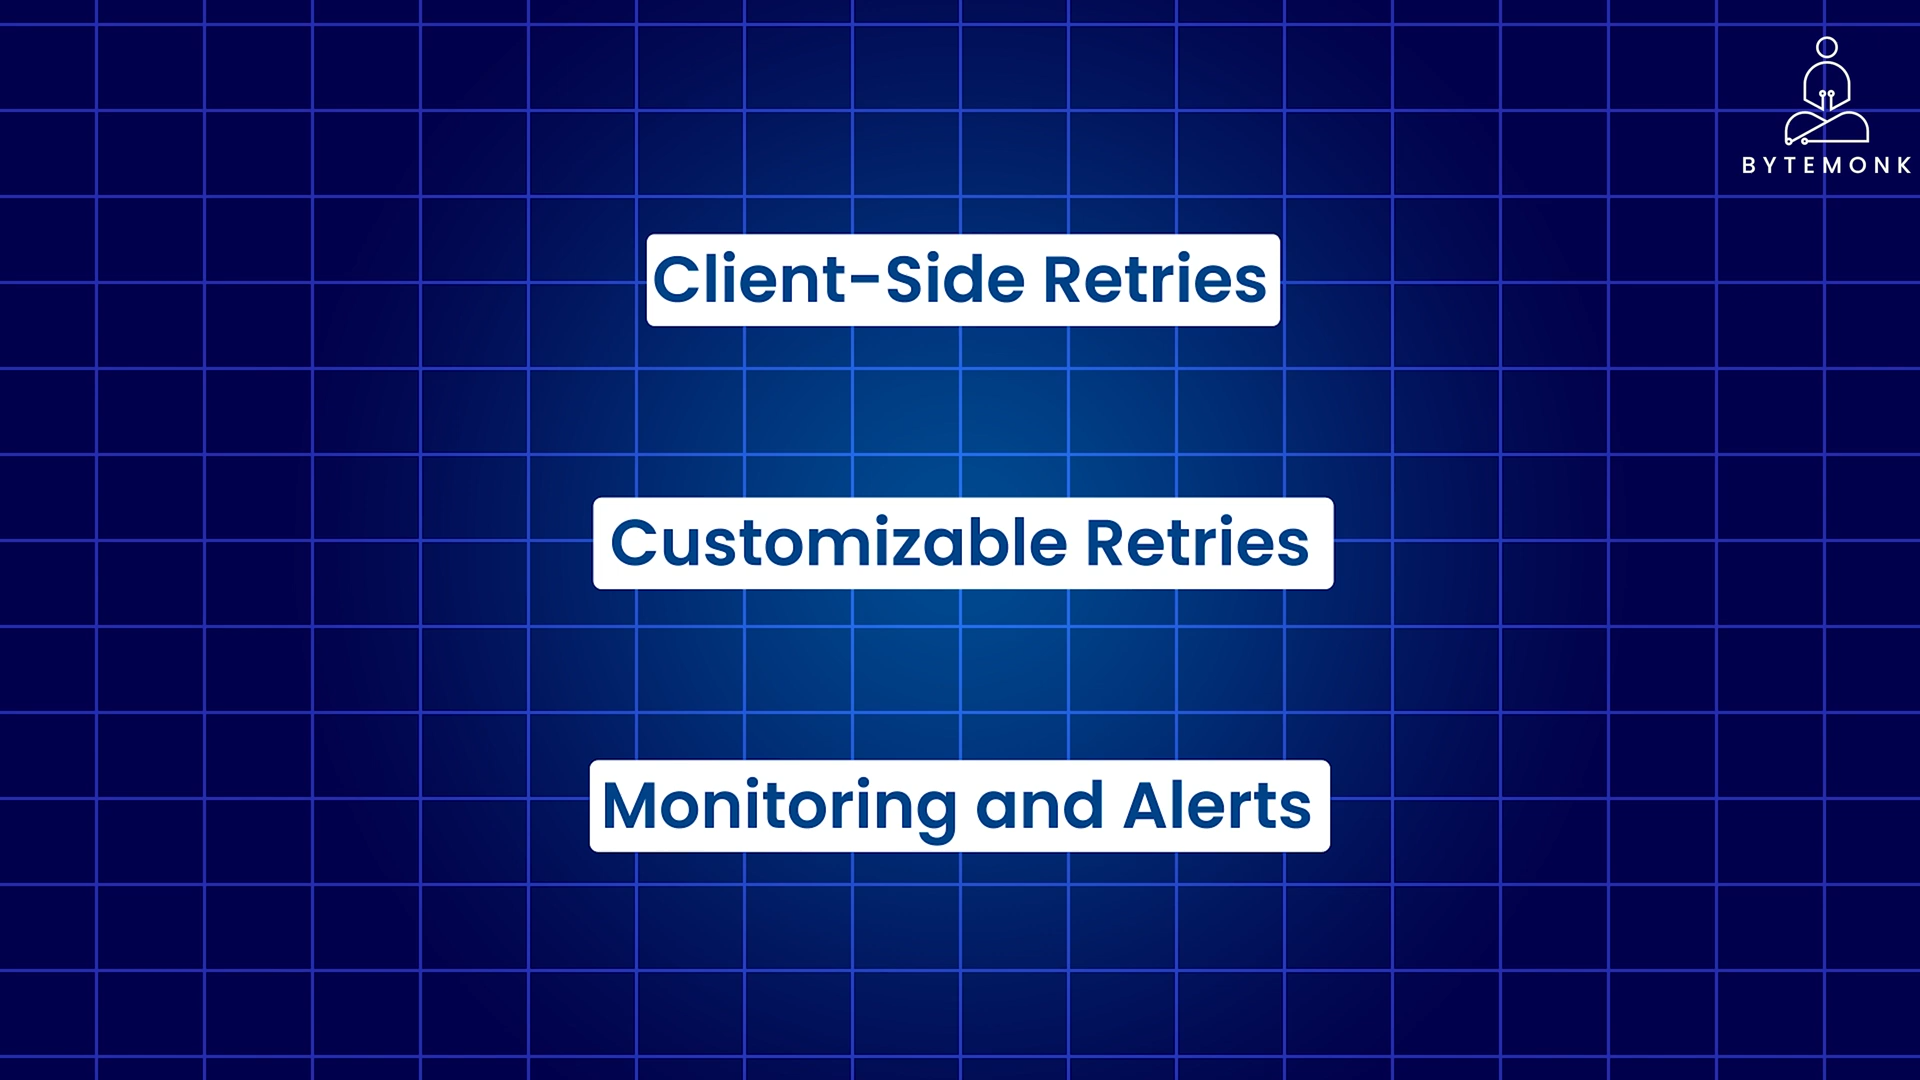 BYTEMONK
Client-Side Retries
Customizable Retries
Monitoring and Alerts